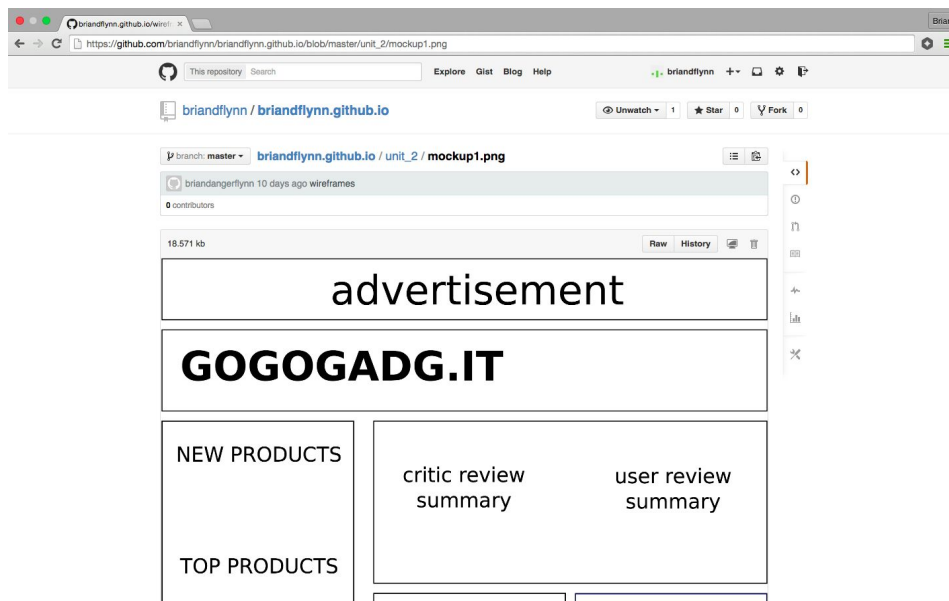 briandflynn.github.io/wirefr
Brian
https://github.com/briandflynn/briandflynn.github.io/blob/master/unit_2/mockup1.png
This repository Search Explore Gist Blog Help briandflynn
briandflynn / briandflynn.github.io Unwatch 1 Star 0 Fork 0
branch: master briandflynn.github.io / unit_2 / mockup1.png
briandangerflynn 10 days ago wireframes
0 contributors
18.571 kb Raw History
advertisement
GOGOGADG.IT
NEW PRODUCTS
TOP PRODUCTS
critic review
summary
user review
summary